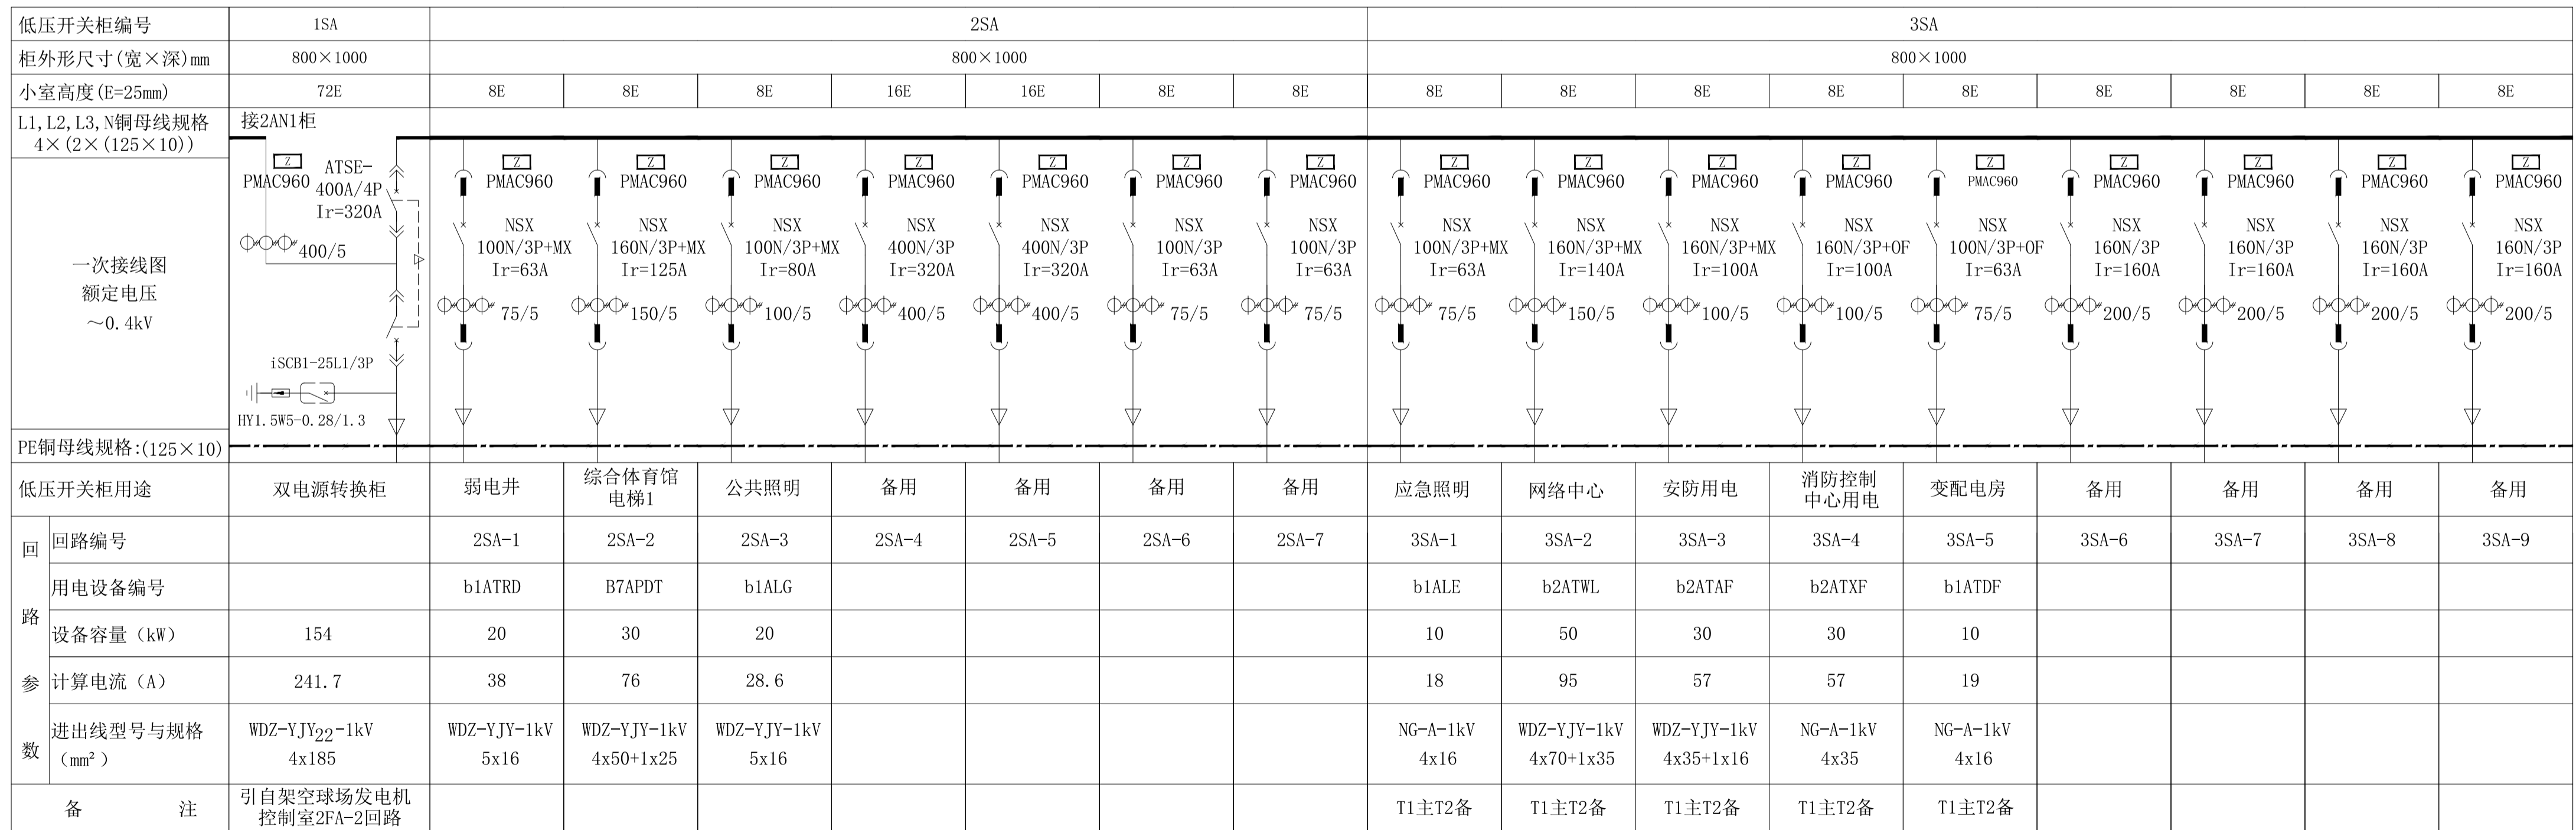 低压开关柜编号 1SA 2SA 3SA
柜外形尺寸(宽×深)mm 800×1000 800×1000 800×1000
小室高度(E=25mm) 72E 8E 8E 8E 16E 16E 8E 8E 8E 8E 8E 8E 8E 8E 8E 8E 8E
L1,L2,L3,N铜母线规格 接2AN1柜
4×(2×(125×10))
Z Z Z Z Z Z Z Z Z Z Z Z Z Z Z Z Z
ATSE-
PMAC960 PMAC960 PMAC960 PMAC960 PMAC960 PMAC960 PMAC960 PMAC960 PMAC960 PMAC960 PMAC960 PMAC960 PMAC960 PMAC960 PMAC960 PMAC960 PMAC960
400A/4P
Ir=320A
NSX NSX NSX NSX NSX NSX NSX NSX NSX NSX NSX NSX NSX NSX NSX NSX
400/5 100N/3P+MX 160N/3P+MX 100N/3P+MX 400N/3P 400N/3P 100N/3P 100N/3P 100N/3P+MX 160N/3P+MX 160N/3P+MX 160N/3P+OF 100N/3P+OF 160N/3P 160N/3P 160N/3P 160N/3P
一次接线图 Ir=63A Ir=125A Ir=80A Ir=320A Ir=320A Ir=63A Ir=63A Ir=63A Ir=140A Ir=100A Ir=100A Ir=63A Ir=160A Ir=160A Ir=160A Ir=160A
额定电压
～0.4kV 75/5 150/5 100/5 400/5 400/5 75/5 75/5 75/5 150/5 100/5 100/5 75/5 200/5 200/5 200/5 200/5
iSCB1-25L1/3P
HY1.5W5-0.28/1.3
PE铜母线规格:(125×10)
低压开关柜用途 双电源转换柜 弱电井 综合体育馆 公共照明 备用 备用 备用 备用 应急照明 网络中心 安防用电 消防控制 变配电房 备用 备用 备用 备用
电梯1 中心用电
回路参数
回路编号 2SA-1 2SA-2 2SA-3 2SA-4 2SA-5 2SA-6 2SA-7 3SA-1 3SA-2 3SA-3 3SA-4 3SA-5 3SA-6 3SA-7 3SA-8 3SA-9
用电设备编号 b1ATRD B7APDT b1ALG b1ALE b2ATWL b2ATAF b2ATXF b1ATDF
设备容量（kW） 154 20 30 20 10 50 30 30 10
计算电流（A） 241.7 38 76 28.6 18 95 57 57 19
进出线型号与规格 WDZ-YJY22-1kV WDZ-YJY-1kV WDZ-YJY-1kV WDZ-YJY-1kV NG-A-1kV WDZ-YJY-1kV WDZ-YJY-1kV NG-A-1kV NG-A-1kV
（mm²） 4x185 5x16 4x50+1x25 5x16 4x16 4x70+1x35 4x35+1x16 4x35 4x16
备 注 引自架空球场发电机 T1主T2备 T1主T2备 T1主T2备 T1主T2备 T1主T2备
控制室2FA-2回路